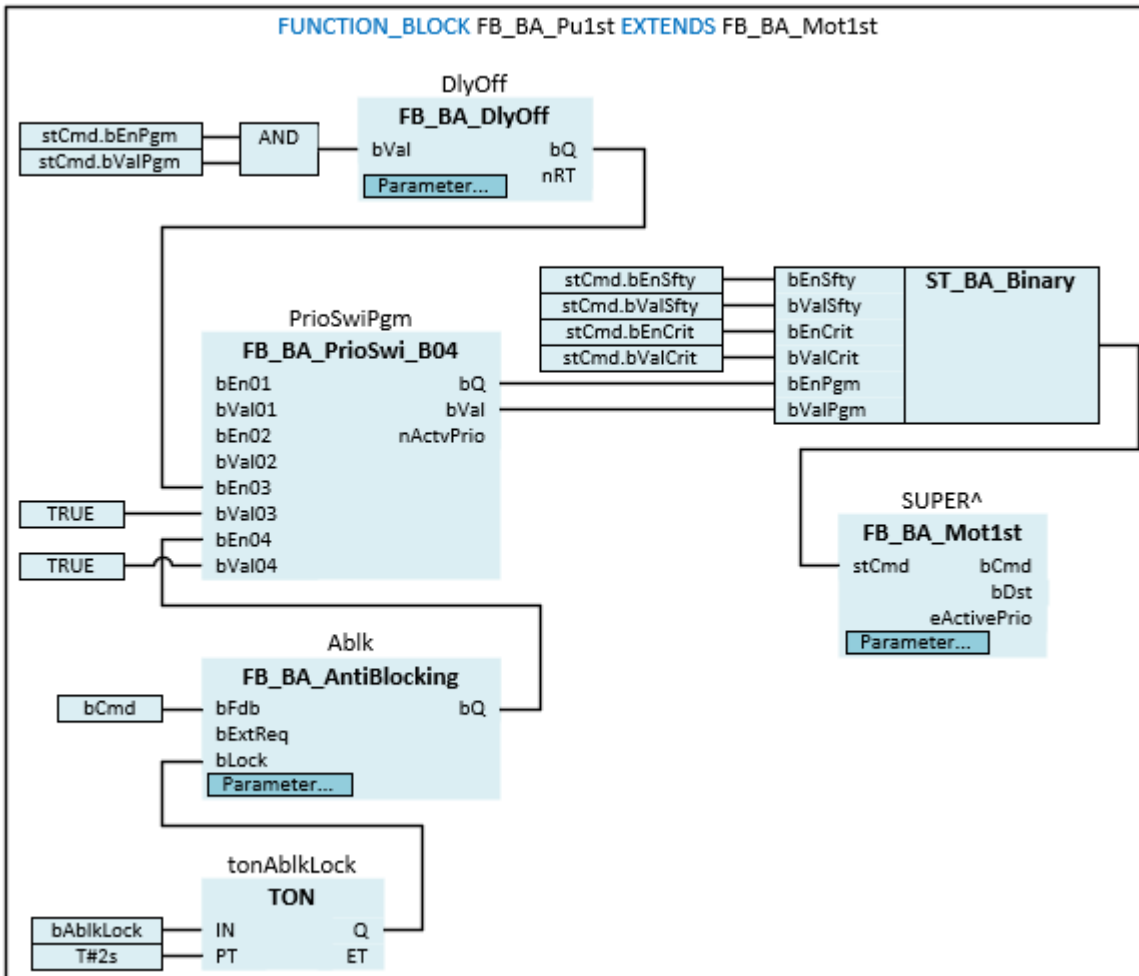 FUNCTION_BLOCK FB_BA_Pu1st EXTENDS FB_BA_Mot1st
DlyOff
FB_BA_DlyOff
stCmd.bEnPgm
stCmd.bValPgm
AND
bVal bQ
nRT
Parameter...
stCmd.bEnSfty
stCmd.bValSfty
stCmd.bEnCrit
stCmd.bValCrit
bEnSfty
bValSfty
bEnCrit
bValCrit
bEnPgm
bValPgm
ST_BA_Binary
PrioSwiPgm
FB_BA_PrioSwi_B04
bEn01 bQ
bVal01 bVal
bEn02 nActvPrio
bVal02
bEn03
TRUE bVal03
bEn04
TRUE bVal04
SUPER^
FB_BA_Mot1st
stCmd bCmd
bDst
eActivePrio
Parameter...
Ablk
FB_BA_AntiBlocking
bCmd bFdb bQ
bExtReq
bLock
Parameter...
tonAblkLock
TON
bAblkLock IN Q
T#2s PT ET